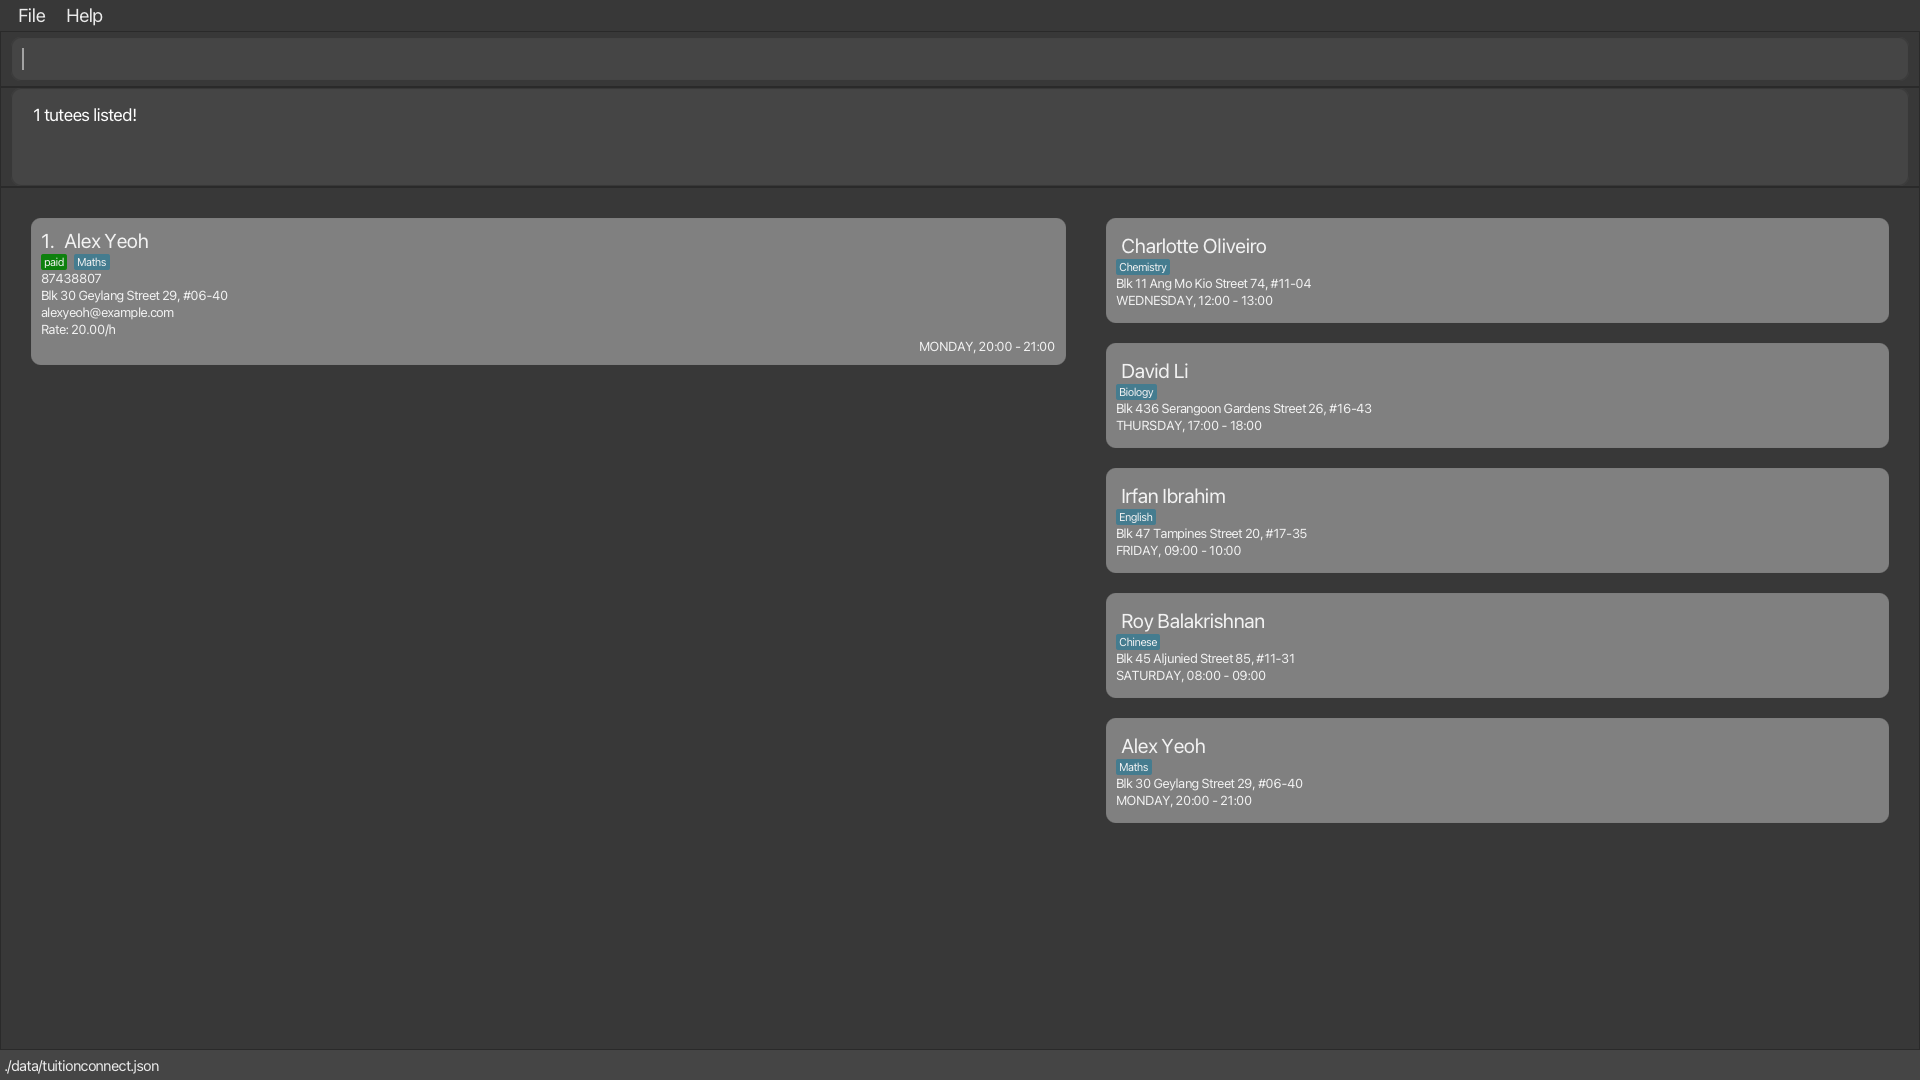 File Help
1 tutees listed!
1. Alex Yeoh
paid Maths
87438807
Blk 30 Geylang Street 29, #06-40
alexyeoh@example.com
Rate: 20.00/h
MONDAY, 20:00 - 21:00
Charlotte Oliveiro
Chemistry
Blk 11 Ang Mo Kio Street 74, #11-04
WEDNESDAY, 12:00 - 13:00
David Li
Biology
Blk 436 Serangoon Gardens Street 26, #16-43
THURSDAY, 17:00 - 18:00
Irfan Ibrahim
English
Blk 47 Tampines Street 20, #17-35
FRIDAY, 09:00 - 10:00
Roy Balakrishnan
Chinese
Blk 45 Aljunied Street 85, #11-31
SATURDAY, 08:00 - 09:00
Alex Yeoh
Maths
Blk 30 Geylang Street 29, #06-40
MONDAY, 20:00 - 21:00
./data/tuitionconnect.json